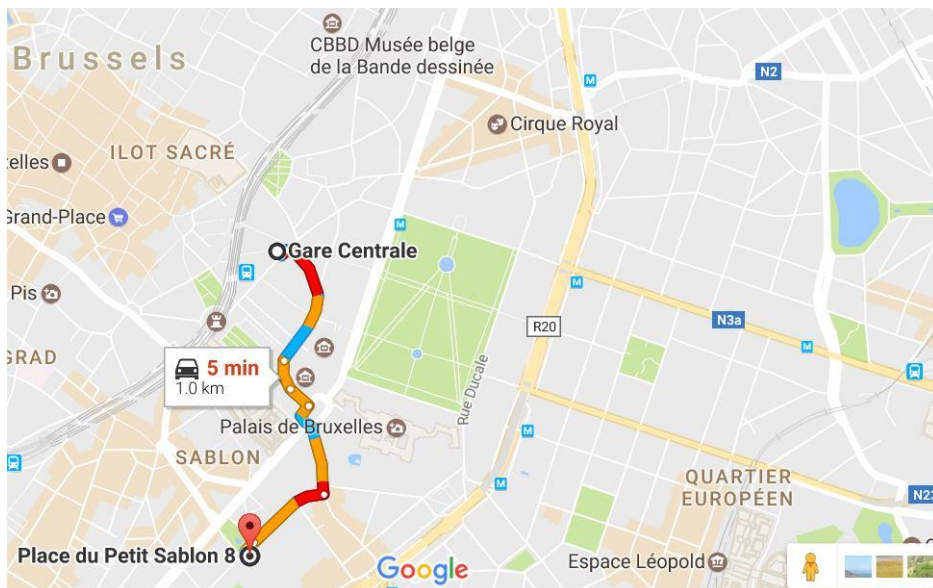 Brussels
CBBD Musée belge
de la Bande dessinée
N2
Cirque Royal
ILOT SACRÉ
elles
Grand-Place
Gare Centrale
Pis
R20
N3a
GRAD
5 min
1.0 km
Rue Ducale
Palais de Bruxelles
SABLON
QUARTIER
EUROPÉEN
N23
Place du Petit Sablon 8
Google
Espace Léopold
M
M
M
M
M
M